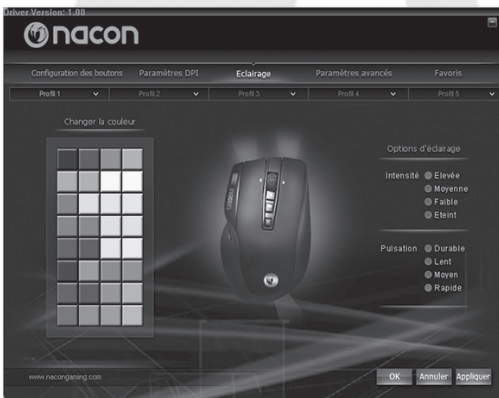 Driver Version: 1.00
nacon
Configuration des boutons Paramètres DPI Eclairage Paramètres avancés Favoris
Profil 1 Profil 2 Profil 3 Profil 4 Profil 5
Changer la couleur
Options d'éclairage
Intensité Elevée
Moyenne
Faible
Eteint
Pulsation Durable
Lent
Moyen
Rapide
nacon
www.nacongaming.com
OK Annuler Appliquer